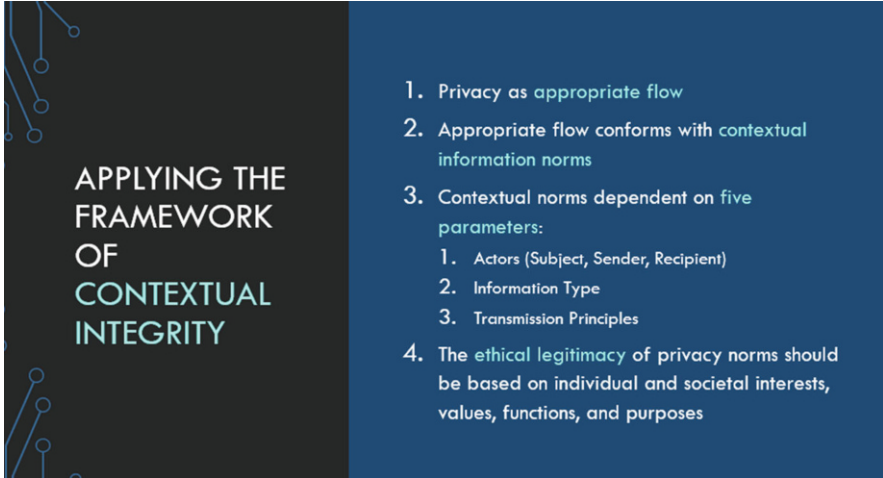 APPLYING THE
FRAMEWORK
OF
CONTEXTUAL
INTEGRITY
1. Privacy as appropriate flow
2. Appropriate flow conforms with contextual
information norms
3. Contextual norms dependent on five
parameters:
1. Actors (Subject, Sender, Recipient)
2. Information Type
3. Transmission Principles
4. The ethical legitimacy of privacy norms should
be based on individual and societal interests,
values, functions, and purposes